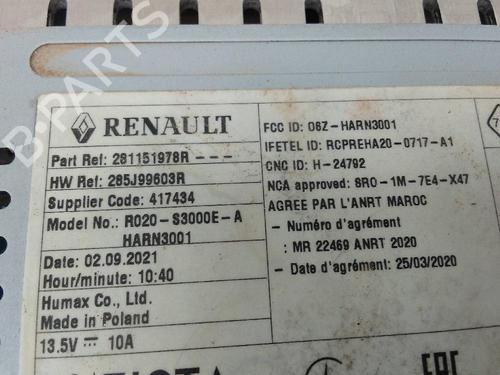 RENAULT
Part Ref: 281151978R - - -
HW Ref: 285J99603R
Supplier Code: 417434
Model No.: R020-S3000E-A
HARN3001
Date: 02.09.2021
Hour/minute: 10:40
Humax Co., Ltd.
Made in Poland
13.5V ⎓ 10A
FCC ID: O6Z-HARN3001
IFETEL ID: RCPREHA20-0717-A1
CNC ID: H-24792
NCA approved: SRO-1M-7E4-X47
AGREE PAR L'ANRT MAROC
- Numéro d'agrément
: MR 22469 ANRT 2020
- Date d'agrément: 25/03/2020
7
EAC
B-PARTS